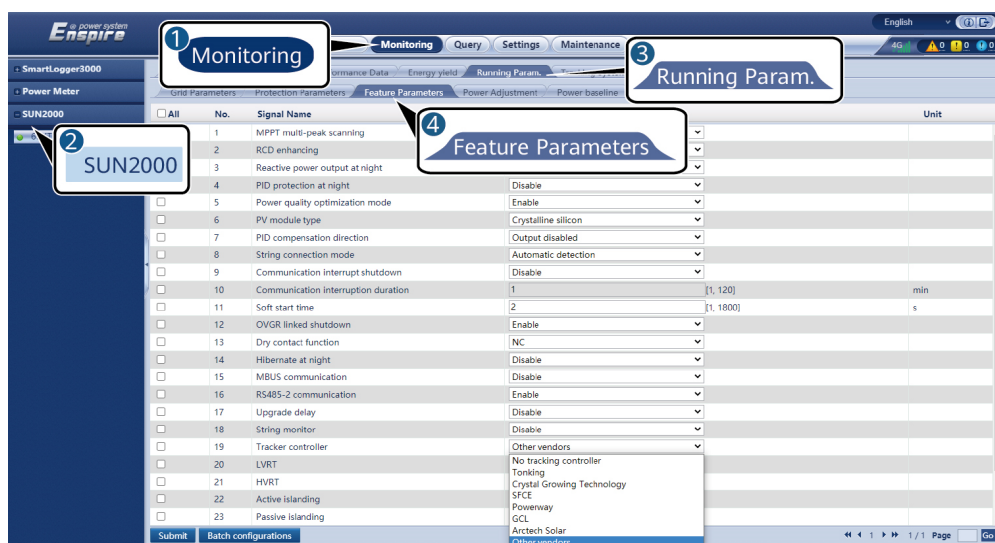 e power system
Enspire
English
4G
0
0
0
1
Monitoring
Monitoring Query Settings Maintenance
3
Running Param.
SmartLogger3000
Power Meter
SUN2000
2
SUN2000
ormance Data Energy yield Running Param.
Grid Parameters Protection Parameters Feature Parameters Power Adjustment Power baseline
4
Feature Parameters
All No. Signal Name Unit
1 MPPT multi-peak scanning
2 RCD enhancing
3 Reactive power output at night
4 PID protection at night Disable
5 Power quality optimization mode Enable
6 PV module type Crystalline silicon
7 PID compensation direction Output disabled
8 String connection mode Automatic detection
9 Communication interrupt shutdown Disable
10 Communication interruption duration 1 [1, 120] min
11 Soft start time 2 [1, 1800] s
12 OVGR linked shutdown Enable
13 Dry contact function NC
14 Hibernate at night Disable
15 MBUS communication Disable
16 RS485-2 communication Enable
17 Upgrade delay Disable
18 String monitor Disable
19 Tracker controller Other vendors
20 LVRT
21 HVRT
22 Active islanding
23 Passive islanding
No tracking controller
Tonking
Crystal Growing Technology
SFCE
Powerway
GCL
Arctech Solar
Other vendors
Submit Batch configurations
1 1/1 Page Go